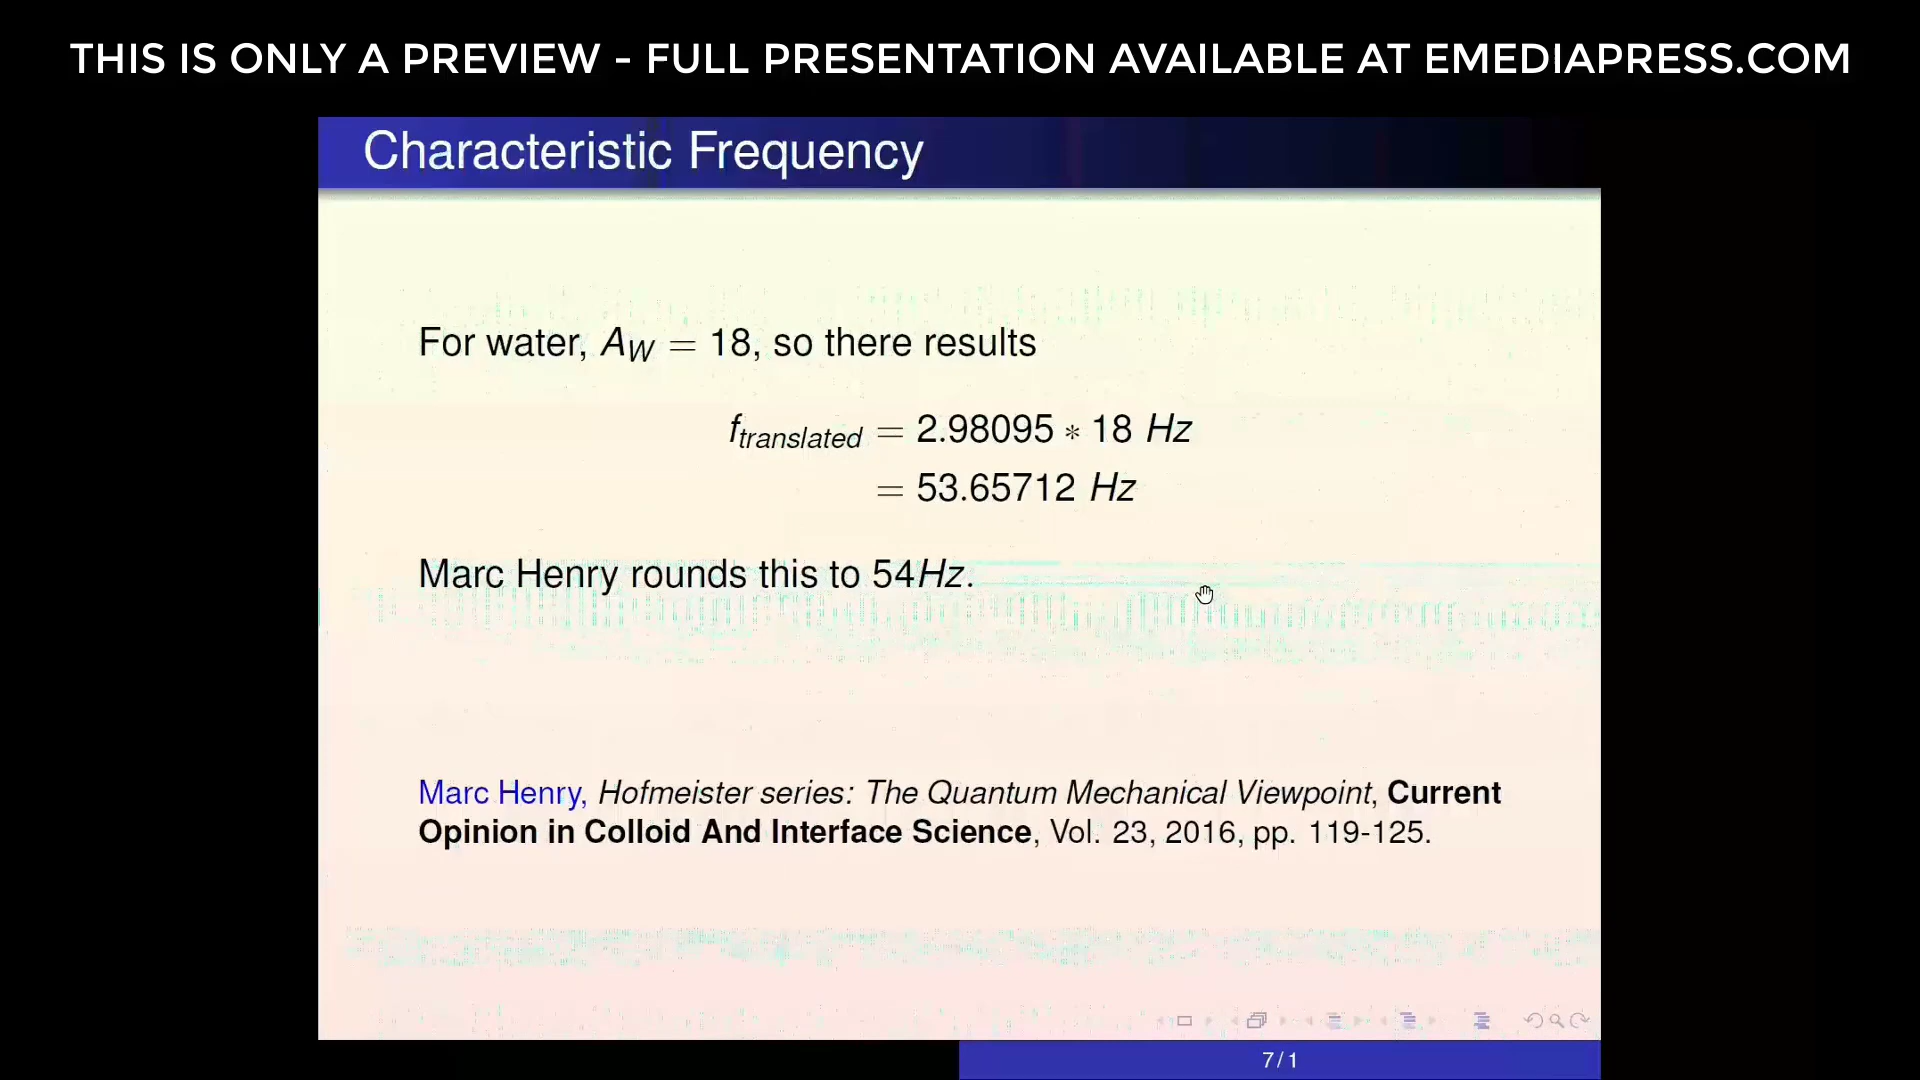 THIS IS ONLY A PREVIEW - FULL PRESENTATION AVAILABLE AT EMEDIAPRESS.COM
Characteristic Frequency
For water, A_W = 18, so there results
f_translated = 2.98095 * 18 Hz
= 53.65712 Hz
Marc Henry rounds this to 54Hz.
Marc Henry, Hofmeister series: The Quantum Mechanical Viewpoint, Current
Opinion in Colloid And Interface Science, Vol. 23, 2016, pp. 119-125.
7 / 1